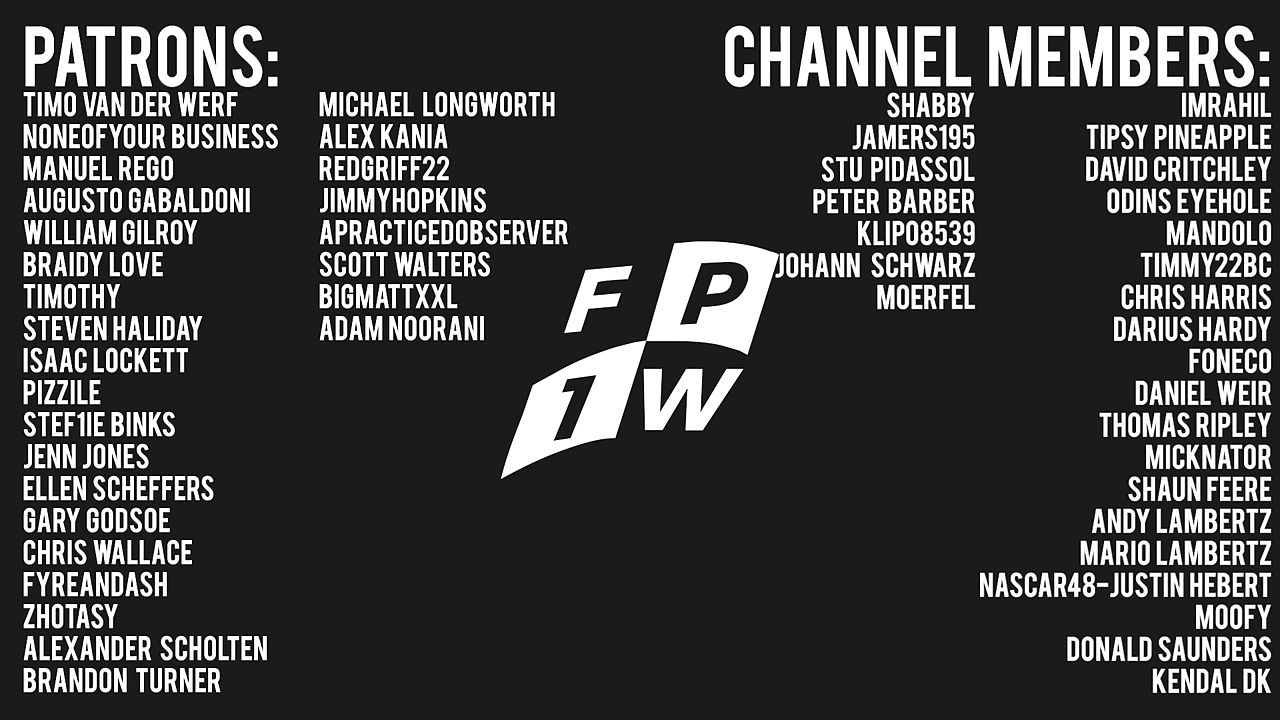 PATRONS:
TIMO VAN DER WERF
NONEOFYOUR BUSINESS
MANUEL REGO
AUGUSTO GABALDONI
WILLIAM GILROY
BRAIDY LOVE
TIMOTHY
STEVEN HALIDAY
ISAAC LOCKETT
PIZZILE
STEF1IE BINKS
JENN JONES
ELLEN SCHEFFERS
GARY GODSOE
CHRIS WALLACE
FYREANDASH
ZHOTASY
ALEXANDER SCHOLTEN
BRANDON TURNER
MICHAEL LONGWORTH
ALEX KANIA
REDGRIFF22
JIMMYHOPKINS
APRACTICEDOBSERVER
SCOTT WALTERS
BIGMATTXXL
ADAM NOORANI
F P
1 W
CHANNEL MEMBERS:
SHABBY
JAMERS195
STU PIDASSOL
PETER BARBER
KLIPO8539
JOHANN SCHWARZ
MOERFEL
IMRAHIL
TIPSY PINEAPPLE
DAVID CRITCHLEY
ODINS EYEHOLE
MANDOLO
TIMMY22BC
CHRIS HARRIS
DARIUS HARDY
FONECO
DANIEL WEIR
THOMAS RIPLEY
MICKNATOR
SHAUN FEERE
ANDY LAMBERTZ
MARIO LAMBERTZ
NASCAR48-JUSTIN HEBERT
MOOFY
DONALD SAUNDERS
KENDAL DK